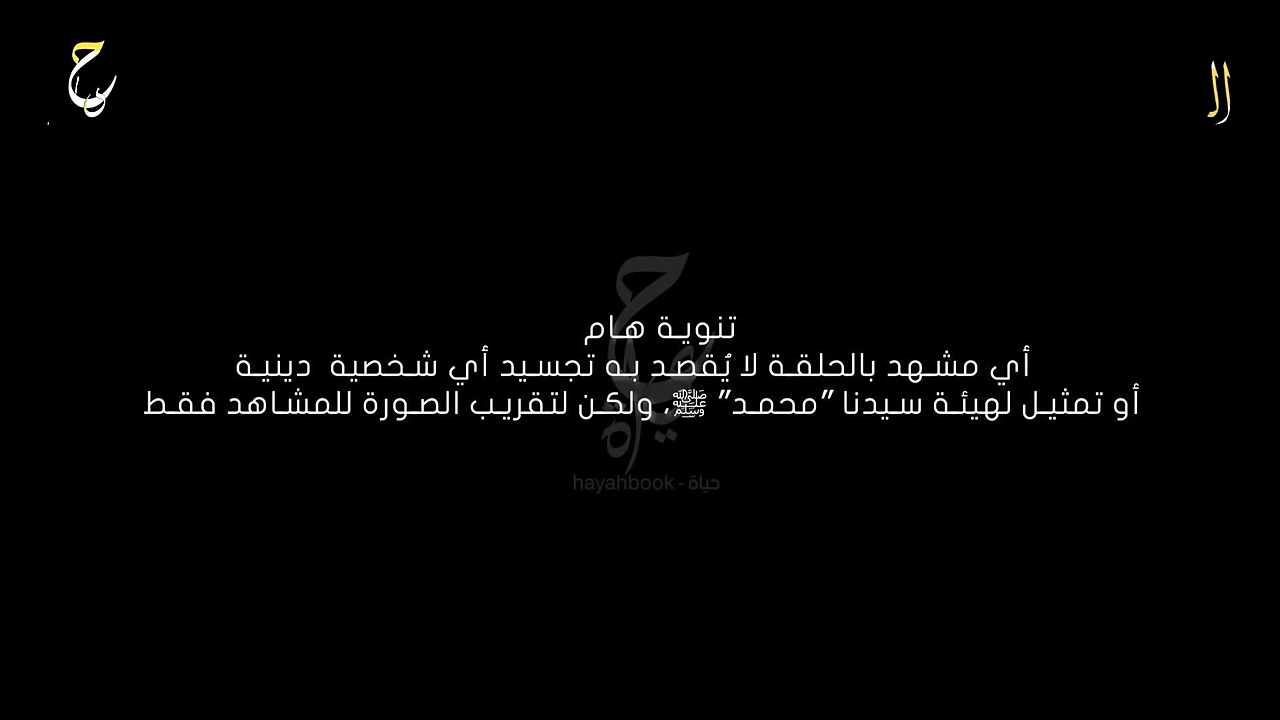 تنوية هام
أي مشهد بالحلقة لا يُقصد به تجسيد أي شخصية دينية
أو تمثيل لهيئة سيدنا "محمد" ﷺ، ولكن لتقريب الصورة للمشاهد فقط
hayahbook - حياة